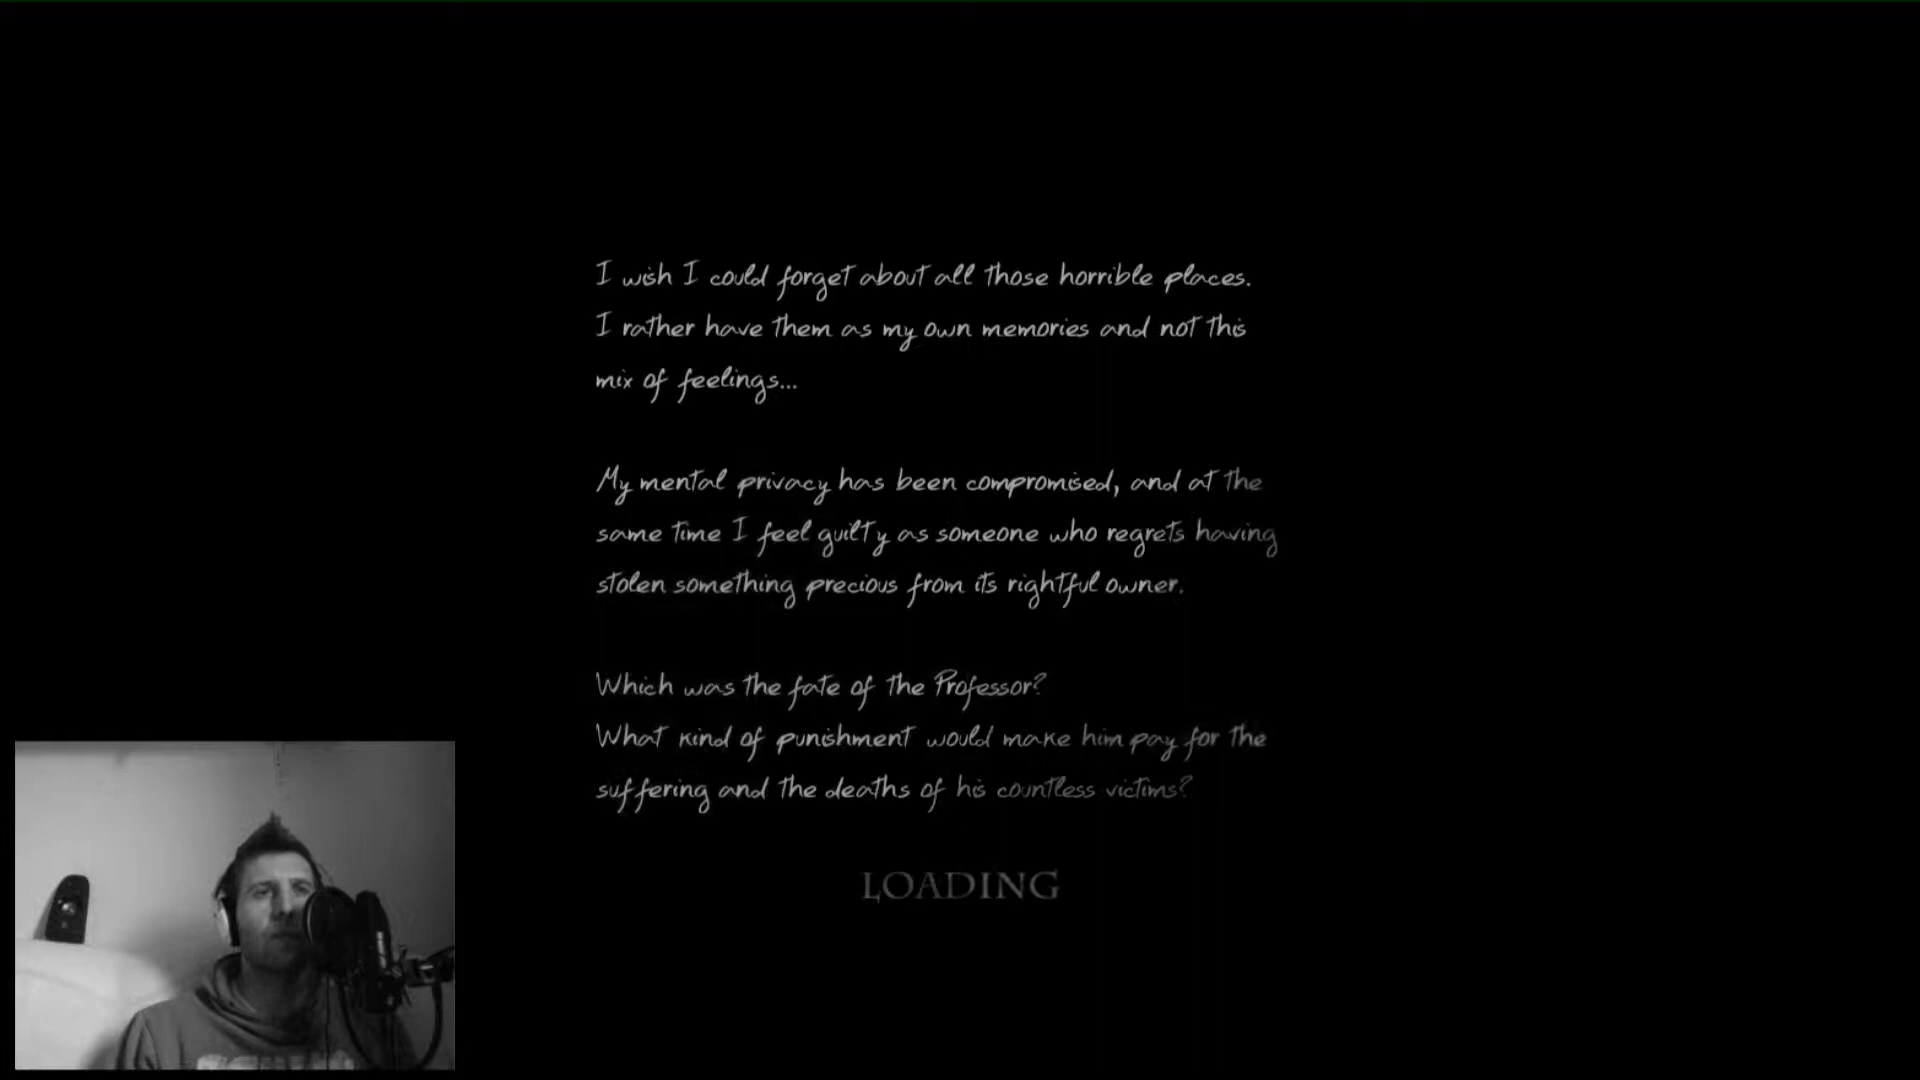 I wish I could forget about all those horrible places.
I rather have them as my own memories and not this
mix of feelings...
My mental privacy has been compromised, and at the
same time I feel guilty as someone who regrets having
stolen something precious from its rightful owner.
Which was the fate of the Professor?
What kind of punishment would make him pay for the
suffering and the deaths of his countless victims?
LOADING